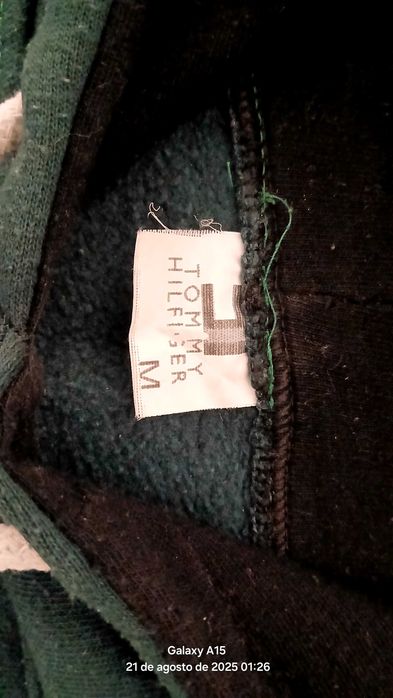 TOMMY
HILFIGER
M
Galaxy A15
21 de agosto de 2025 01:26